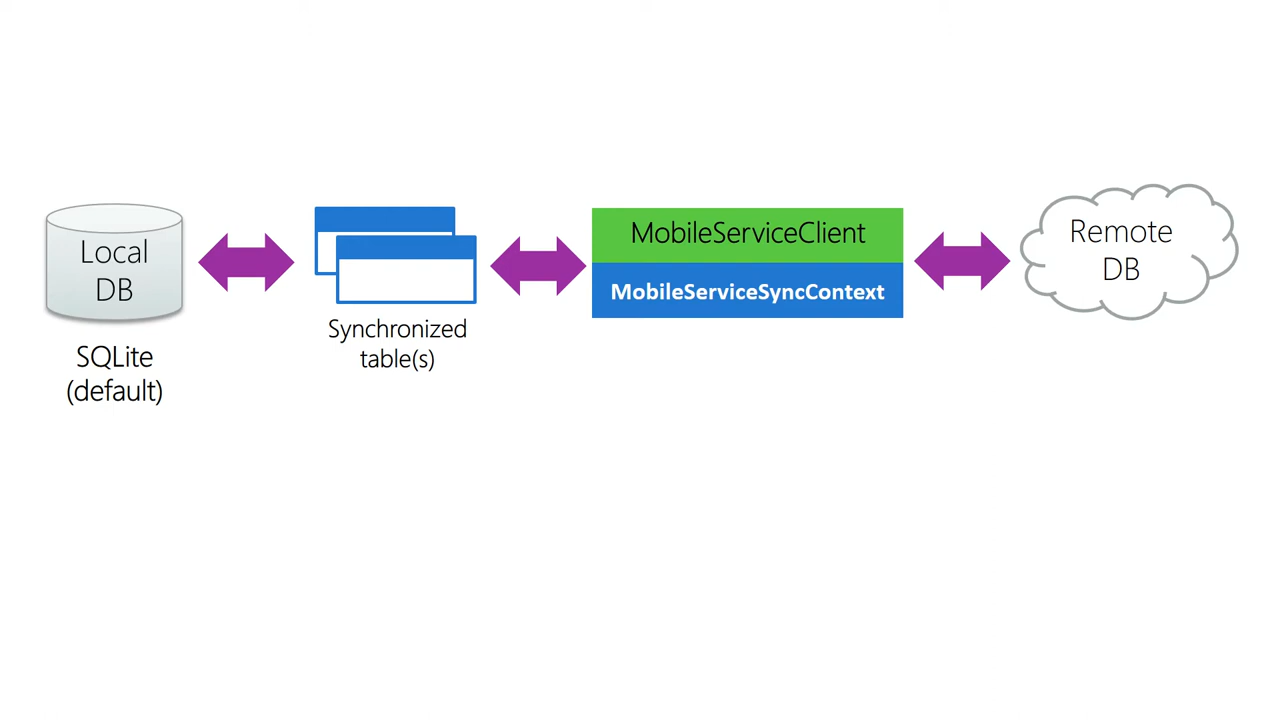 Local
DB
SQLite
(default)
Synchronized
table(s)
MobileServiceClient
MobileServiceSyncContext
Remote
DB